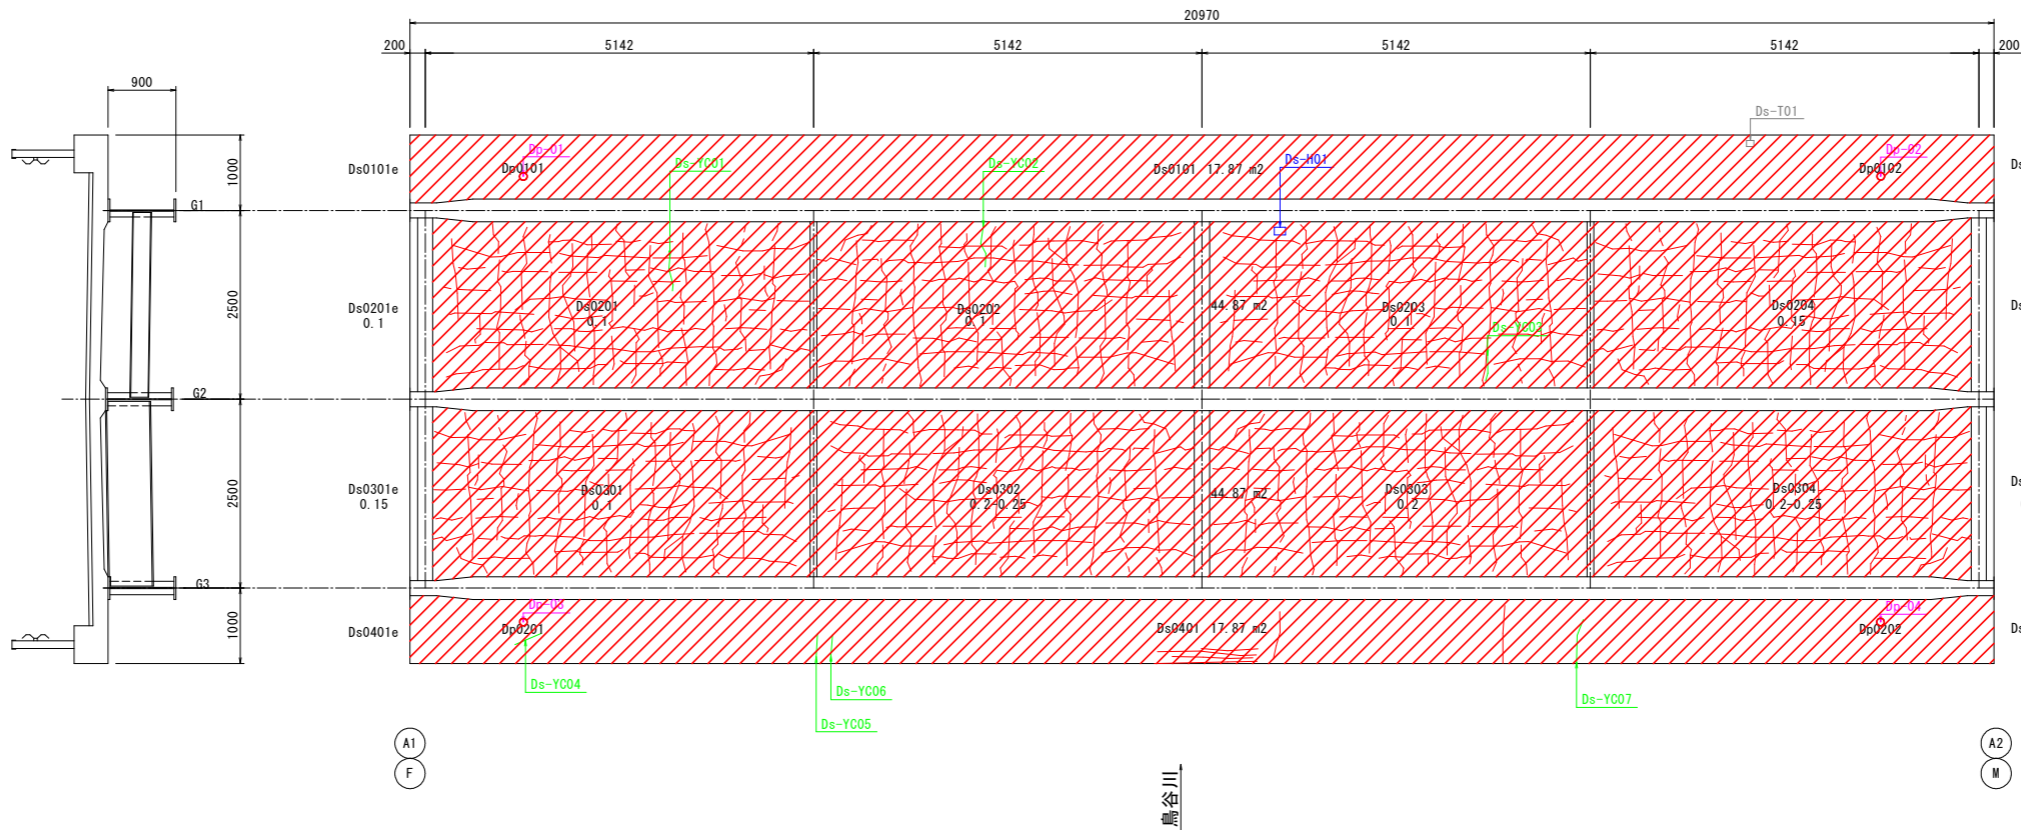 20970
200
5142
5142
5142
5142
200
900
Ds-T01
1000
Ds0101e
Dp-01
Dp0101
Ds-YC01
Ds-YC02
Ds0101 17.87 m2
Ds-H01
Dp-02
Dp0102
Ds
G1
2500
Ds0201e
0.1
Ds0201
0.1
Ds0202
0.1
44.87 m2
Ds0203
0.1
Ds-YC03
Ds0204
0.15
Ds
G2
2500
Ds0301e
0.15
Ds0301
0.1
Ds0302
0.2-0.25
44.87 m2
Ds0303
0.2
Ds0304
0.2-0.25
Ds
G3
1000
Ds0401e
Dp-03
Dp0201
Ds0401 17.87 m2
Dp-04
Dp0202
Ds
Ds-YC04
Ds-YC06
Ds-YC05
Ds-YC07
A1
F
A2
M
鳥谷川